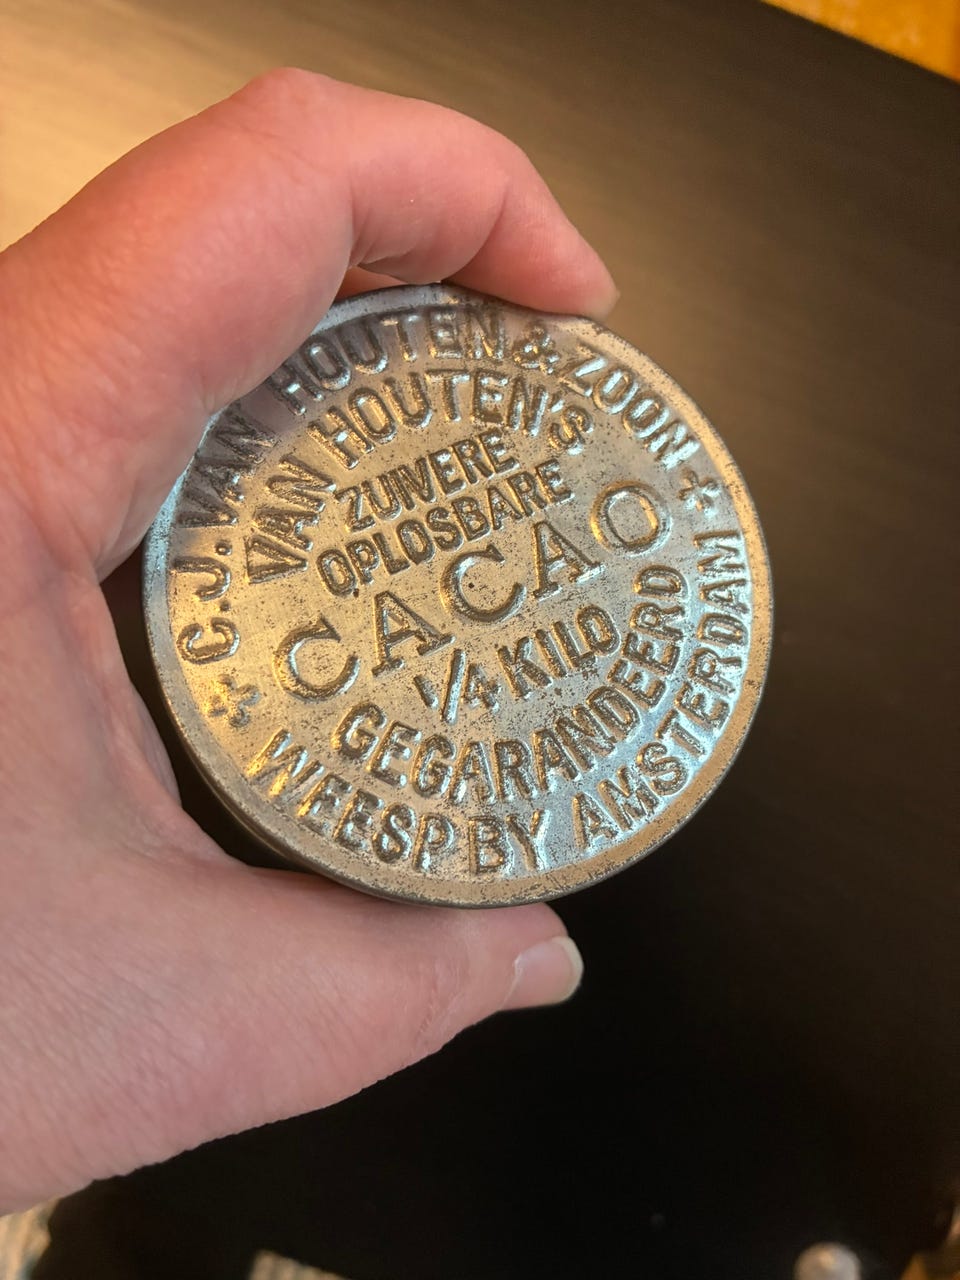 C.J. VAN HOUTEN & ZOON
VAN HOUTEN'S
ZUIVERE
OPLOSBARE
CACAO
1/4 KILO
GEGARANDEERD
WEESP BY AMSTERDAM